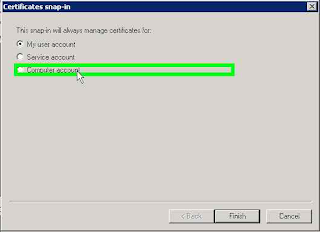 Certificates snap-in
This snap-in will always manage certificates for:
My user account
Service account
Computer account
< Back
Finish
Cancel